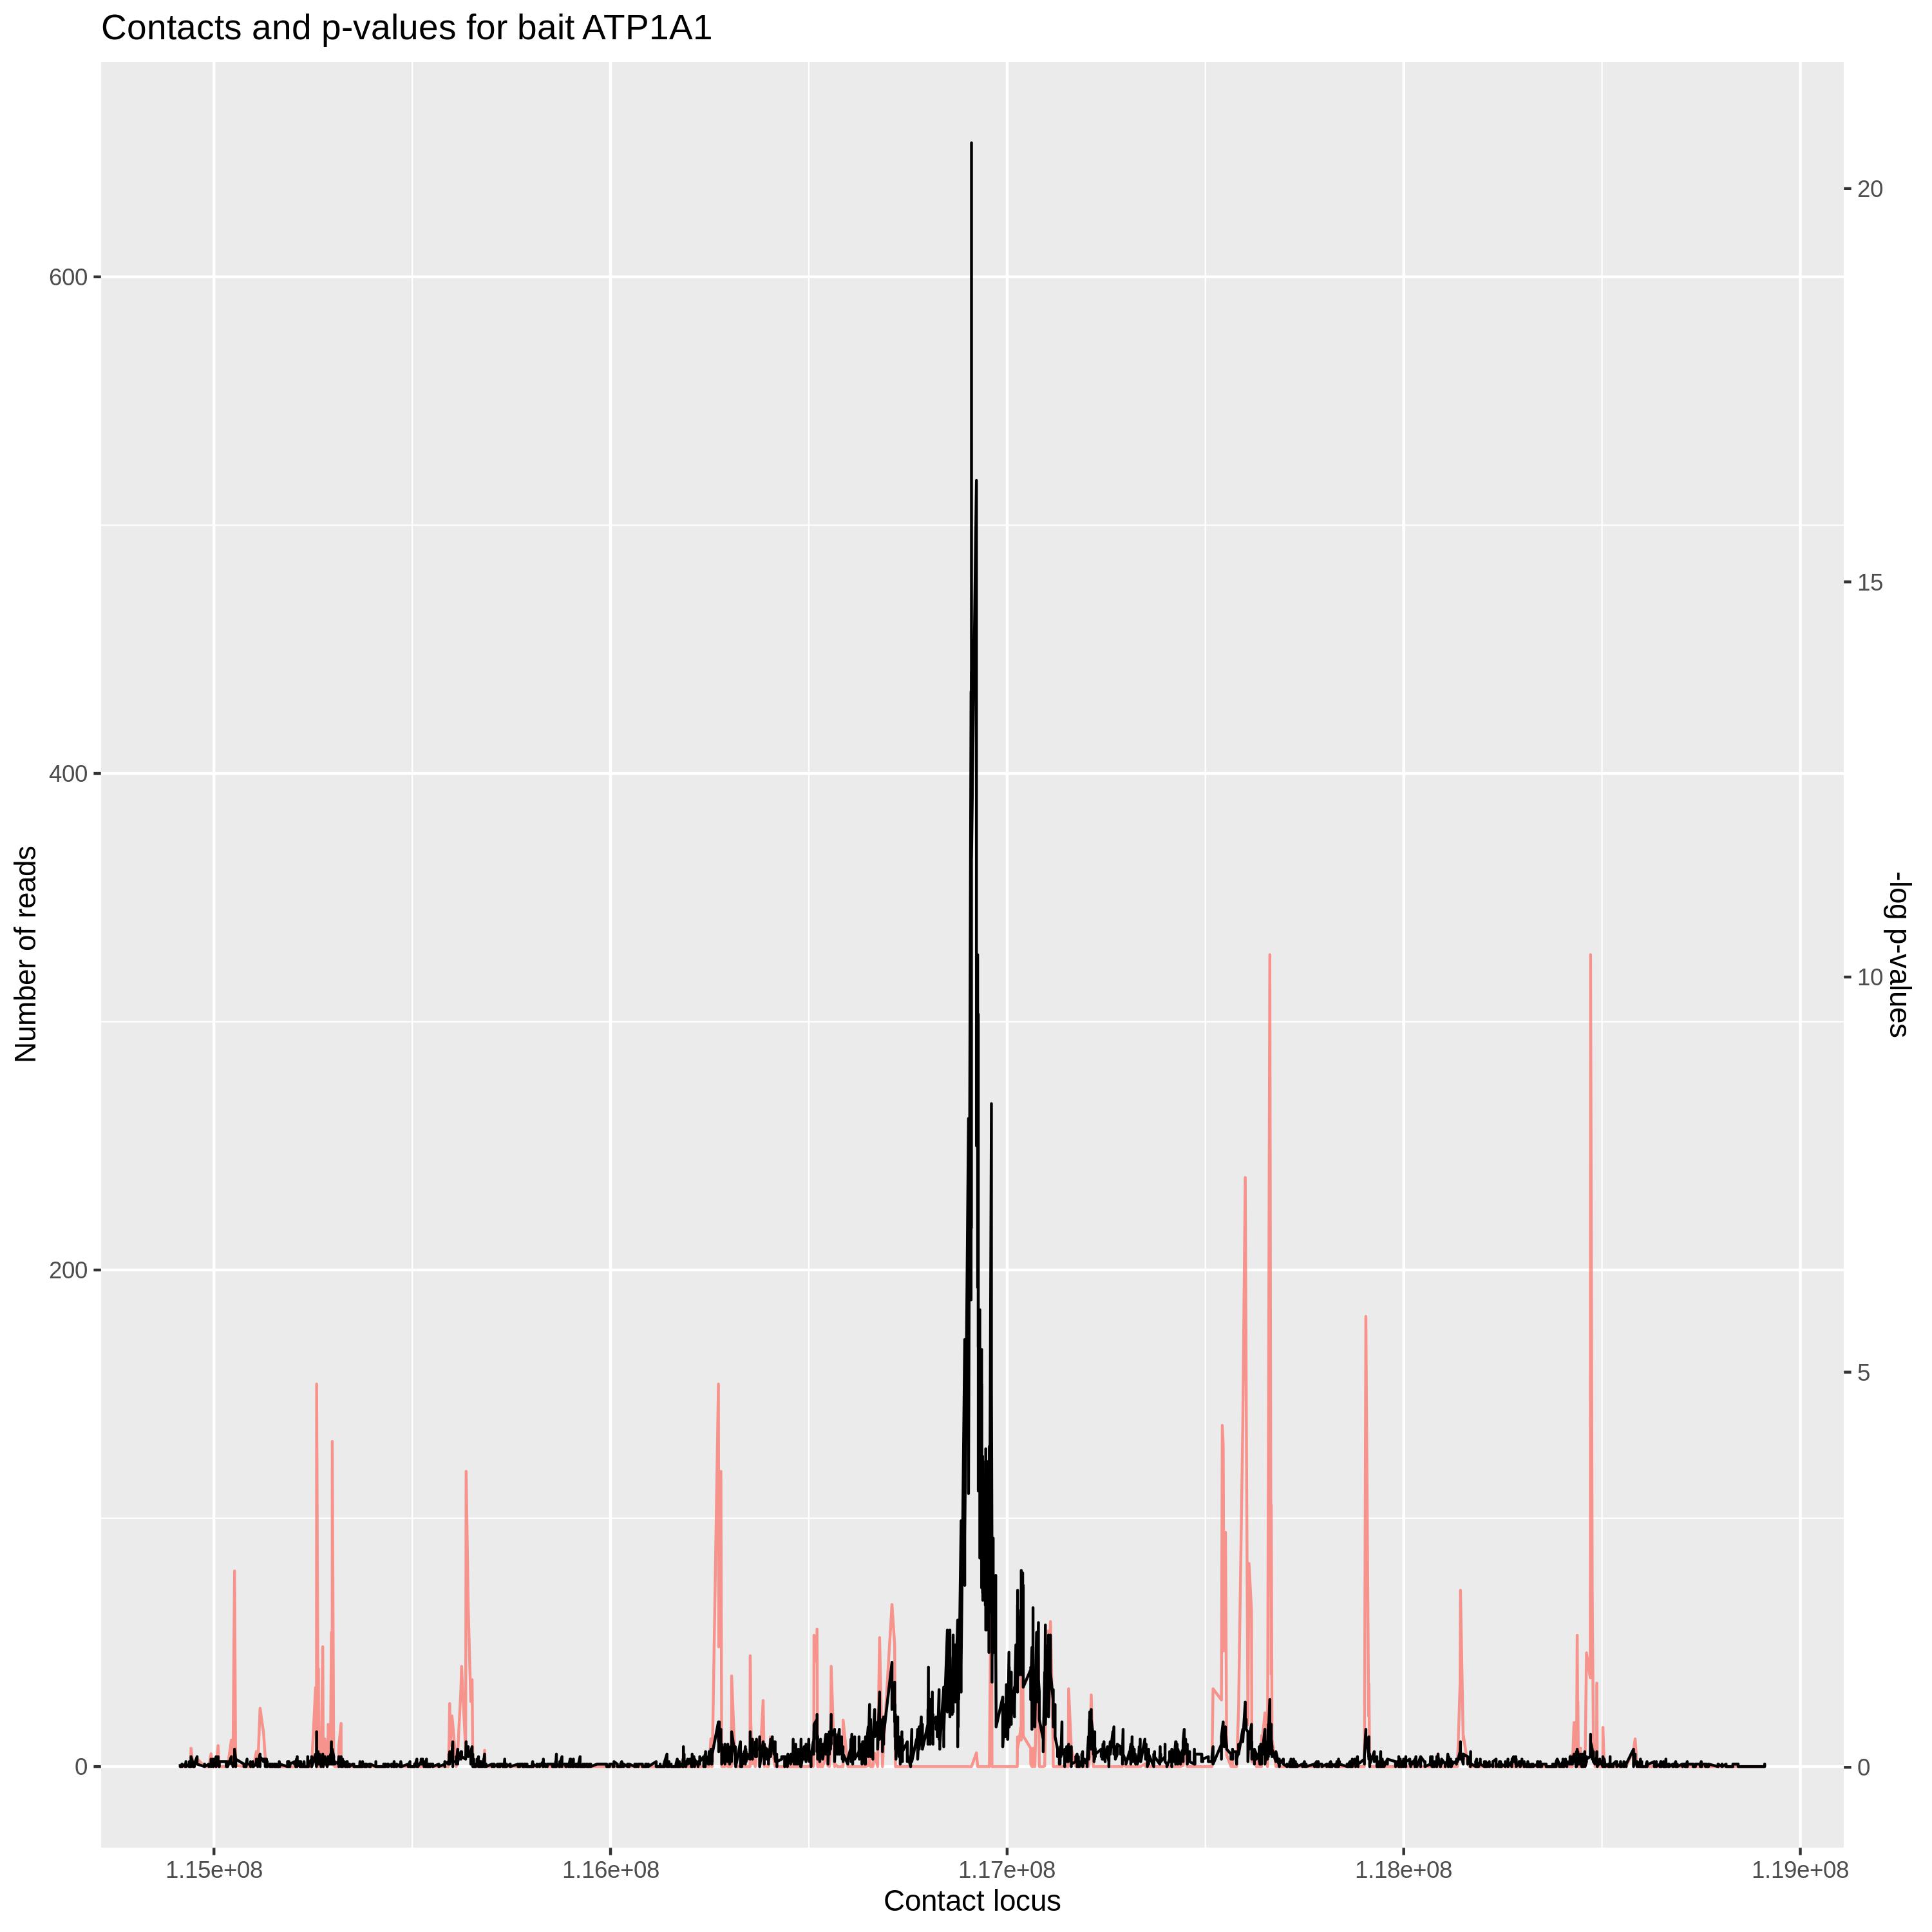 Contacts and p-values for bait ATP1A1
20
600
15
400
10
Number of reads
-log p-values
200
5
0
0
1.15e+08 1.16e+08 1.17e+08 1.18e+08 1.19e+08
Contact locus